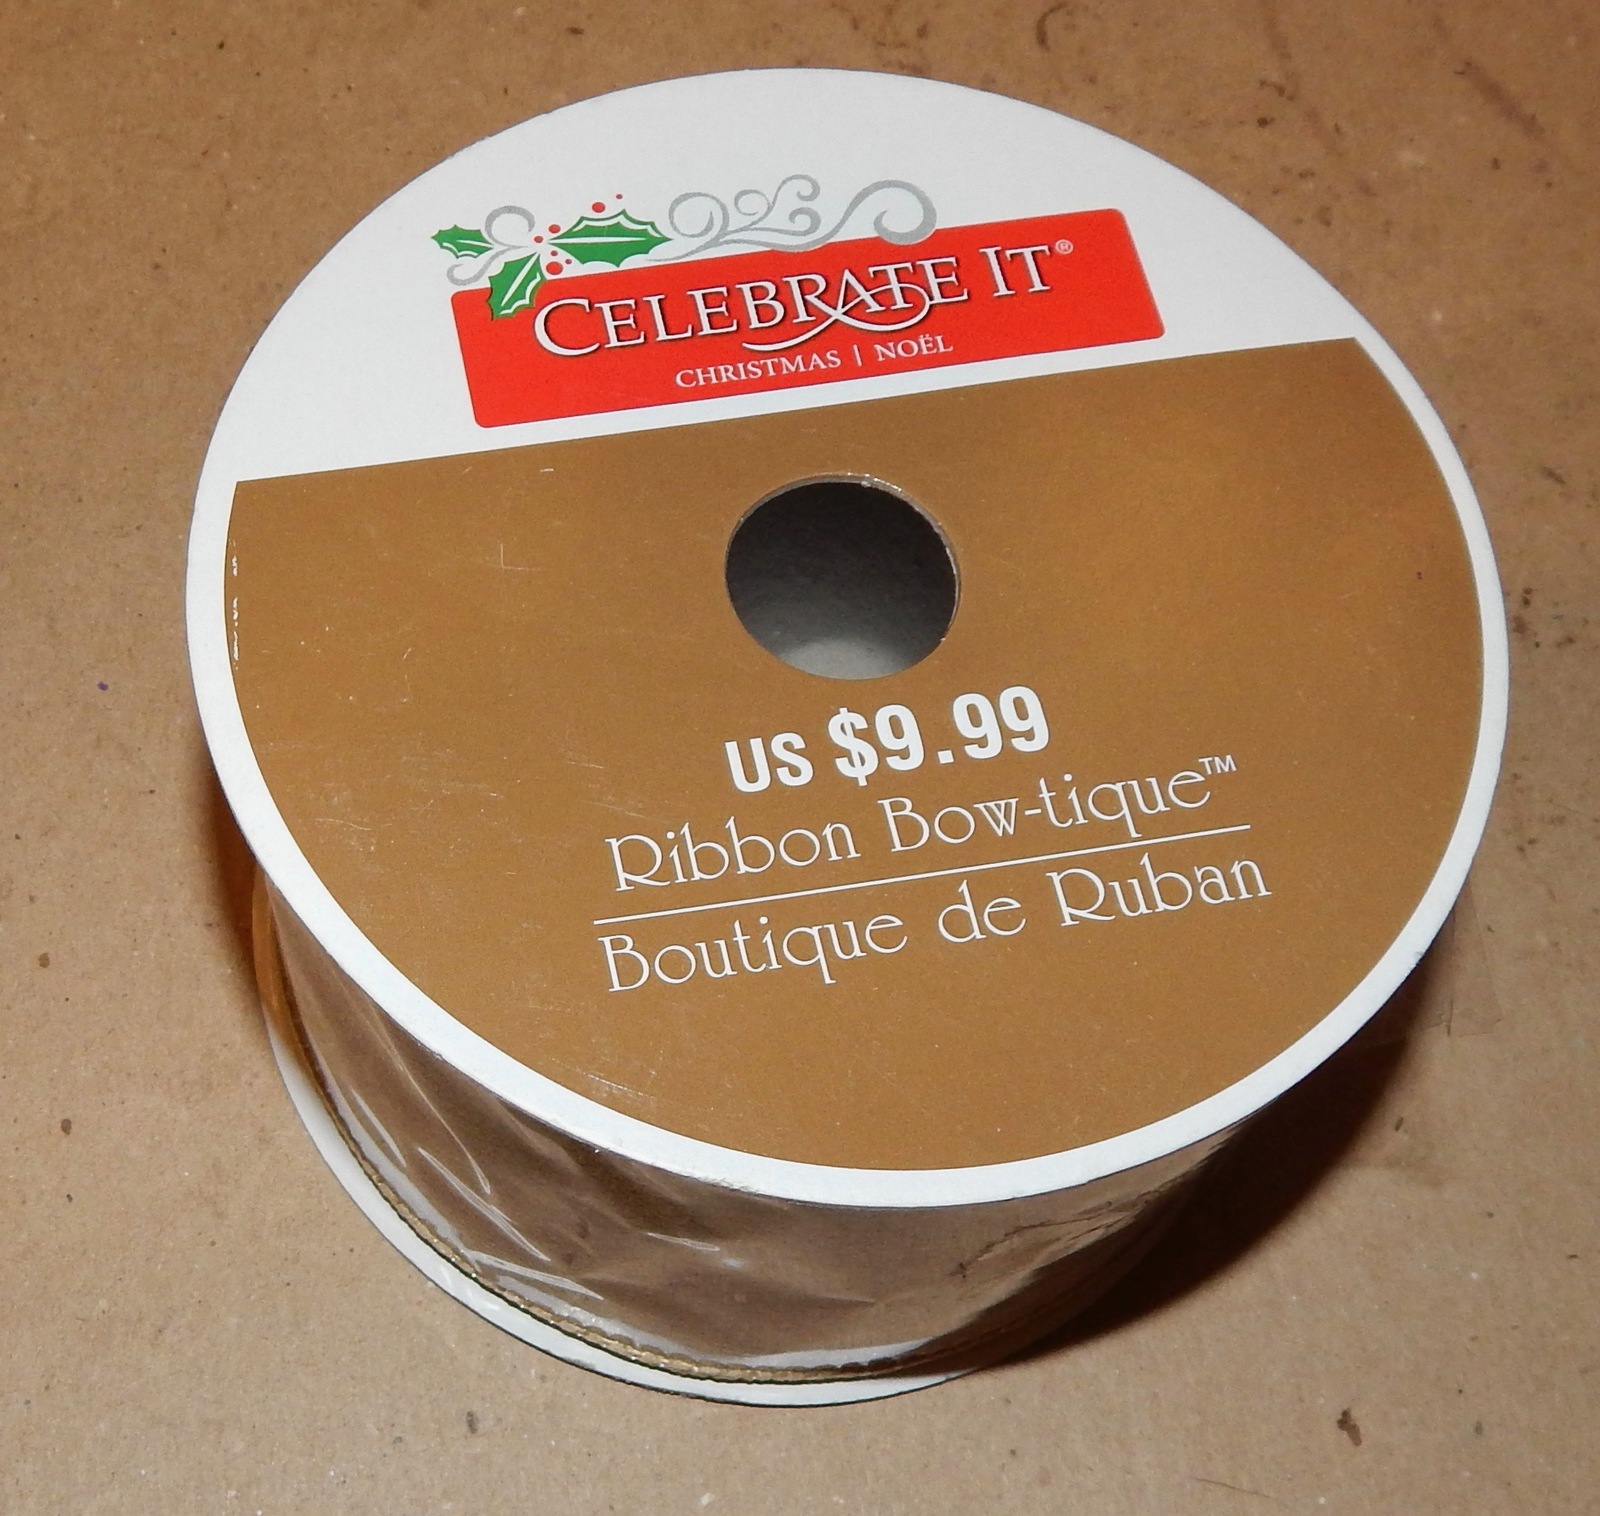 CELEBRATE IT®
CHRISTMAS | NOËL
US $9.99
Ribbon Bow-tique™
Boutique de Ruban